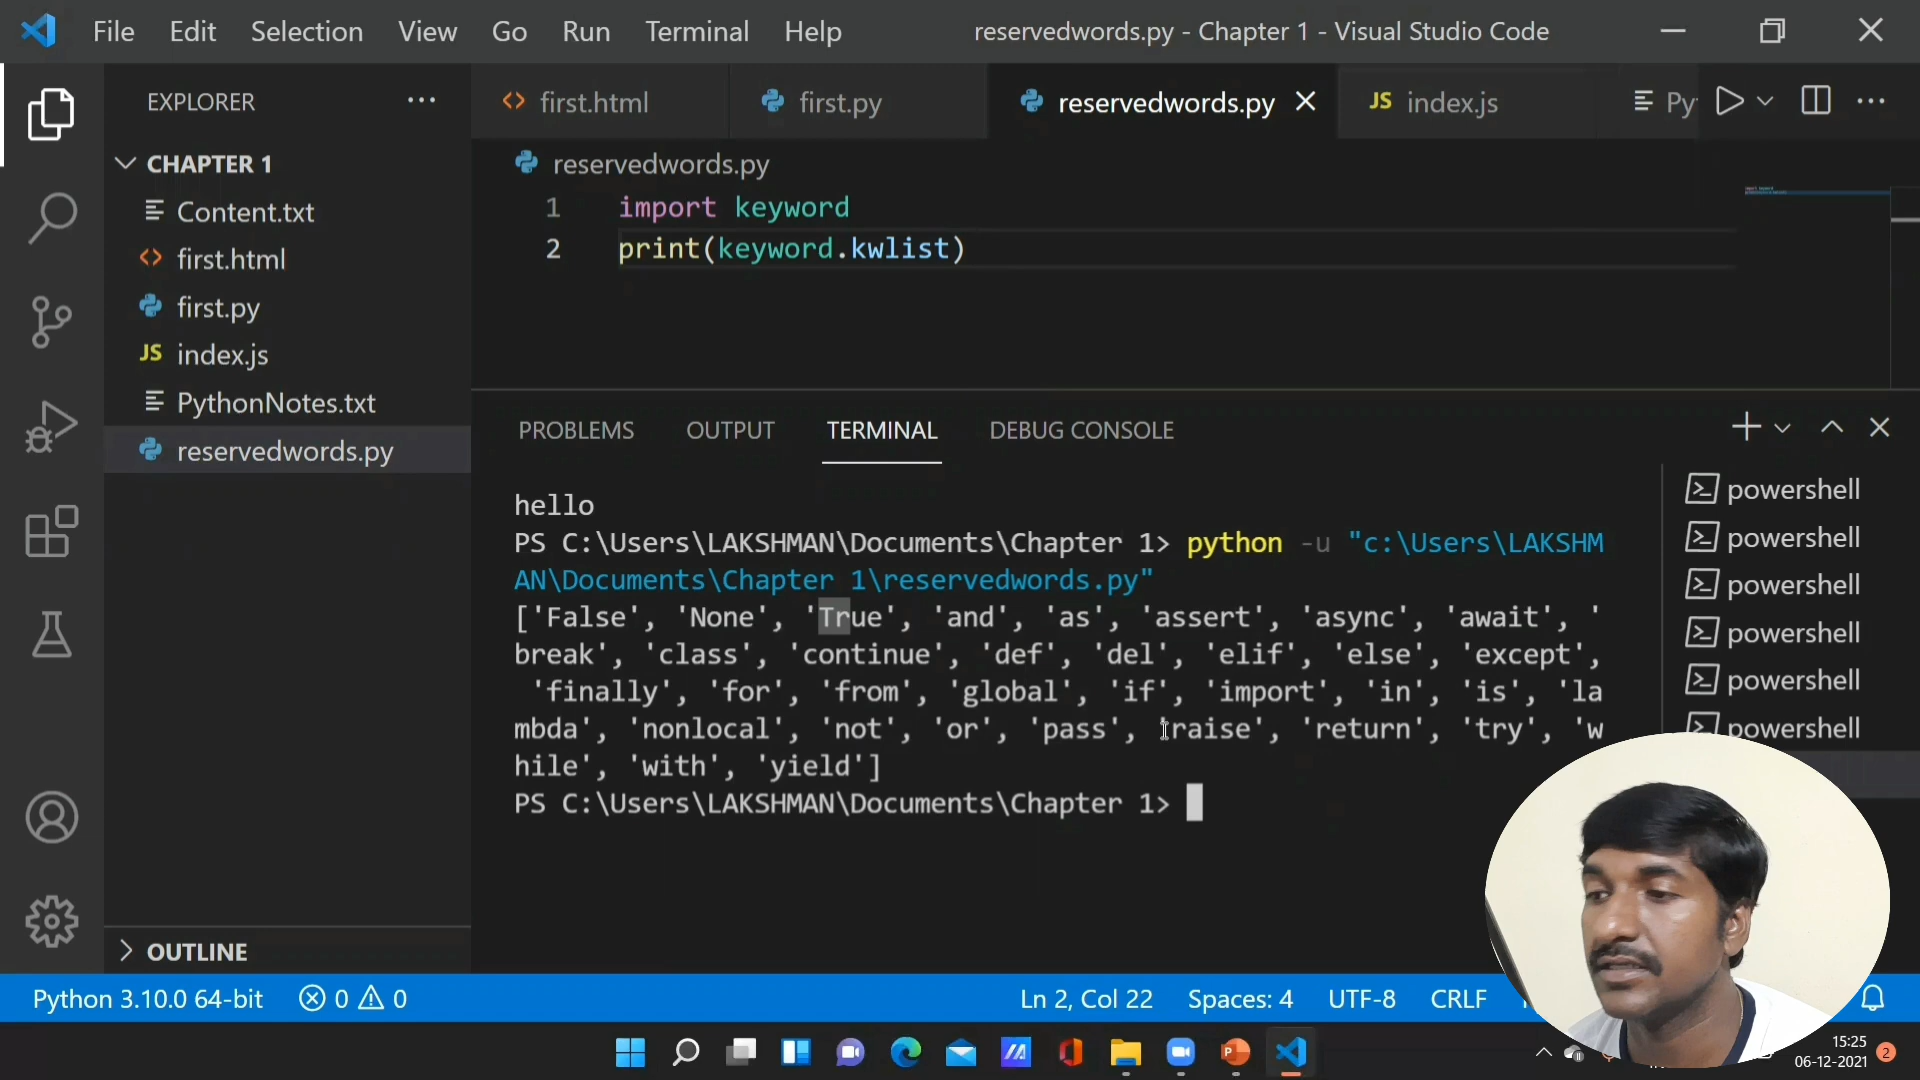 File Edit Selection View Go Run Terminal Help reservedwords.py - Chapter 1 - Visual Studio Code
EXPLORER
CHAPTER 1
Content.txt
<> first.html
first.py
JS index.js
PythonNotes.txt
reservedwords.py
OUTLINE
<> first.html first.py reservedwords.py JS index.js Py
reservedwords.py
1 import keyword
2 print(keyword.kwlist)
PROBLEMS OUTPUT TERMINAL DEBUG CONSOLE
hello
PS C:\Users\LAKSHMAN\Documents\Chapter 1> python -u "c:\Users\LAKSHM
AN\Documents\Chapter 1\reservedwords.py"
['False', 'None', 'True', 'and', 'as', 'assert', 'async', 'await', '
break', 'class', 'continue', 'def', 'del', 'elif', 'else', 'except',
'finally', 'for', 'from', 'global', 'if', 'import', 'in', 'is', 'la
mbda', 'nonlocal', 'not', 'or', 'pass', 'raise', 'return', 'try', 'w
hile', 'with', 'yield']
PS C:\Users\LAKSHMAN\Documents\Chapter 1>
powershell
powershell
powershell
powershell
powershell
powershell
Python 3.10.0 64-bit 0 0 Ln 2, Col 22 Spaces: 4 UTF-8 CRLF
15:25
06-12-2021 2